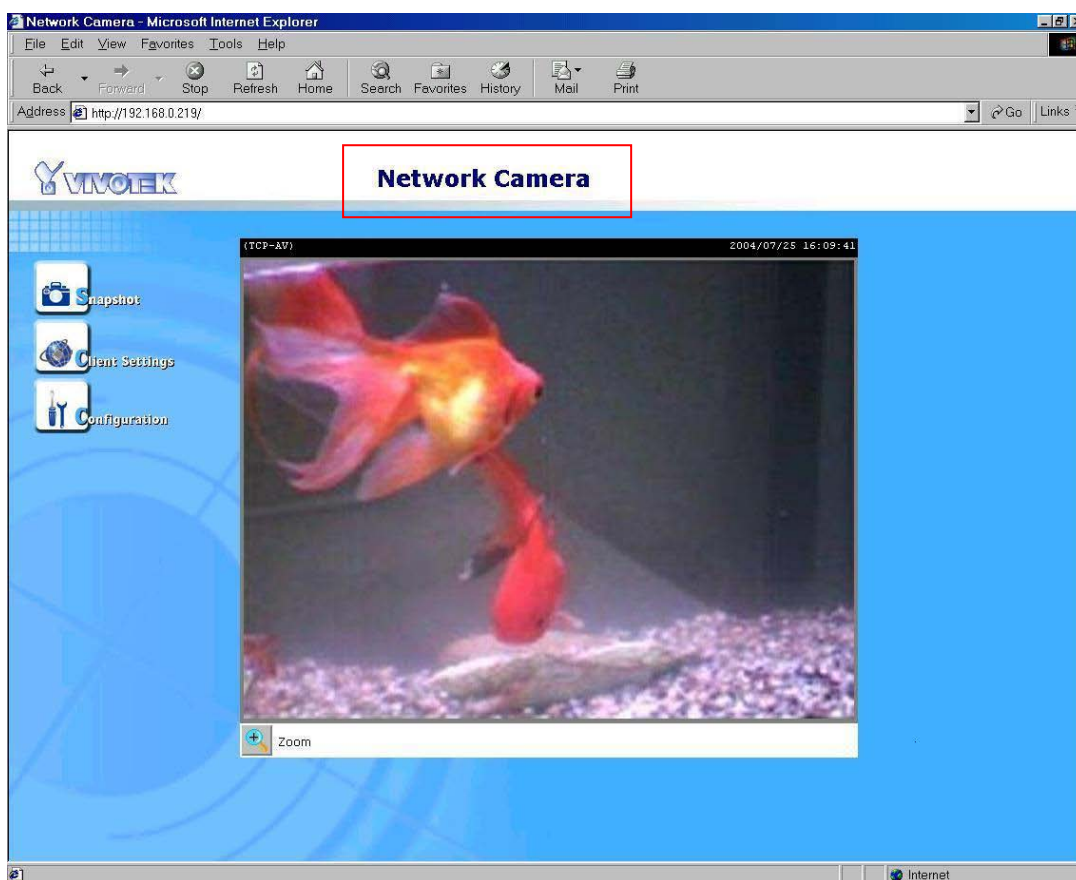 Network Camera - Microsoft Internet Explorer
File Edit View Favorites Tools Help
Back Forward Stop Refresh Home Search Favorites History Mail Print
Address http://192.168.0.219/ Go Links
VIVOTEK
Network Camera
(TCP-AV) 2004/07/25 16:09:41
Snapshot
Client Settings
Configuration
Zoom
Internet